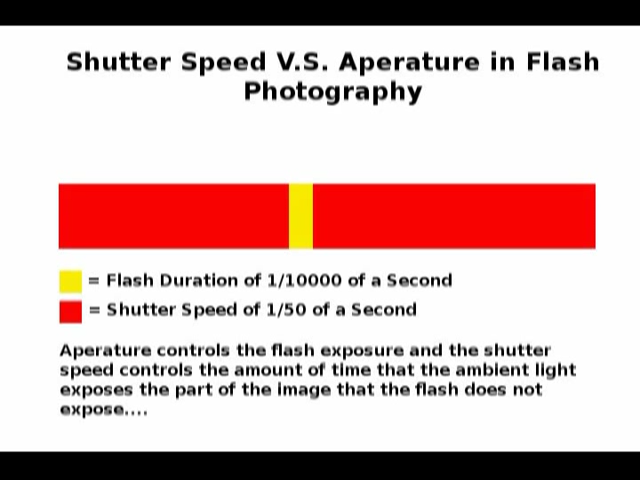 Shutter Speed V.S. Aperature in Flash
Photography
= Flash Duration of 1/10000 of a Second
= Shutter Speed of 1/50 of a Second
Aperature controls the flash exposure and the shutter
speed controls the amount of time that the ambient light
exposes the part of the image that the flash does not
expose....